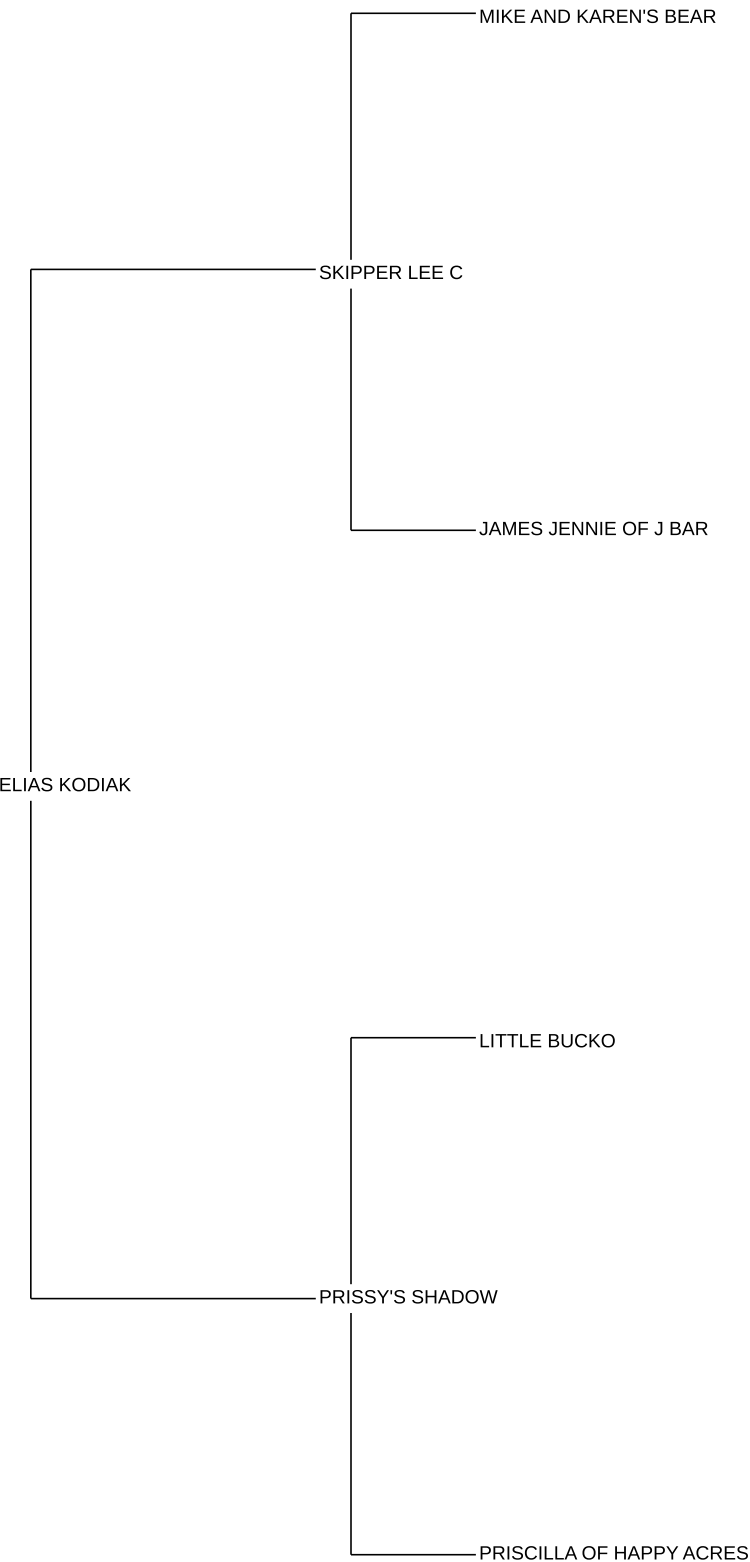 MIKE AND KAREN'S BEAR
SKIPPER LEE C
JAMES JENNIE OF J BAR
ELIAS KODIAK
LITTLE BUCKO
PRISSY'S SHADOW
PRISCILLA OF HAPPY ACRES